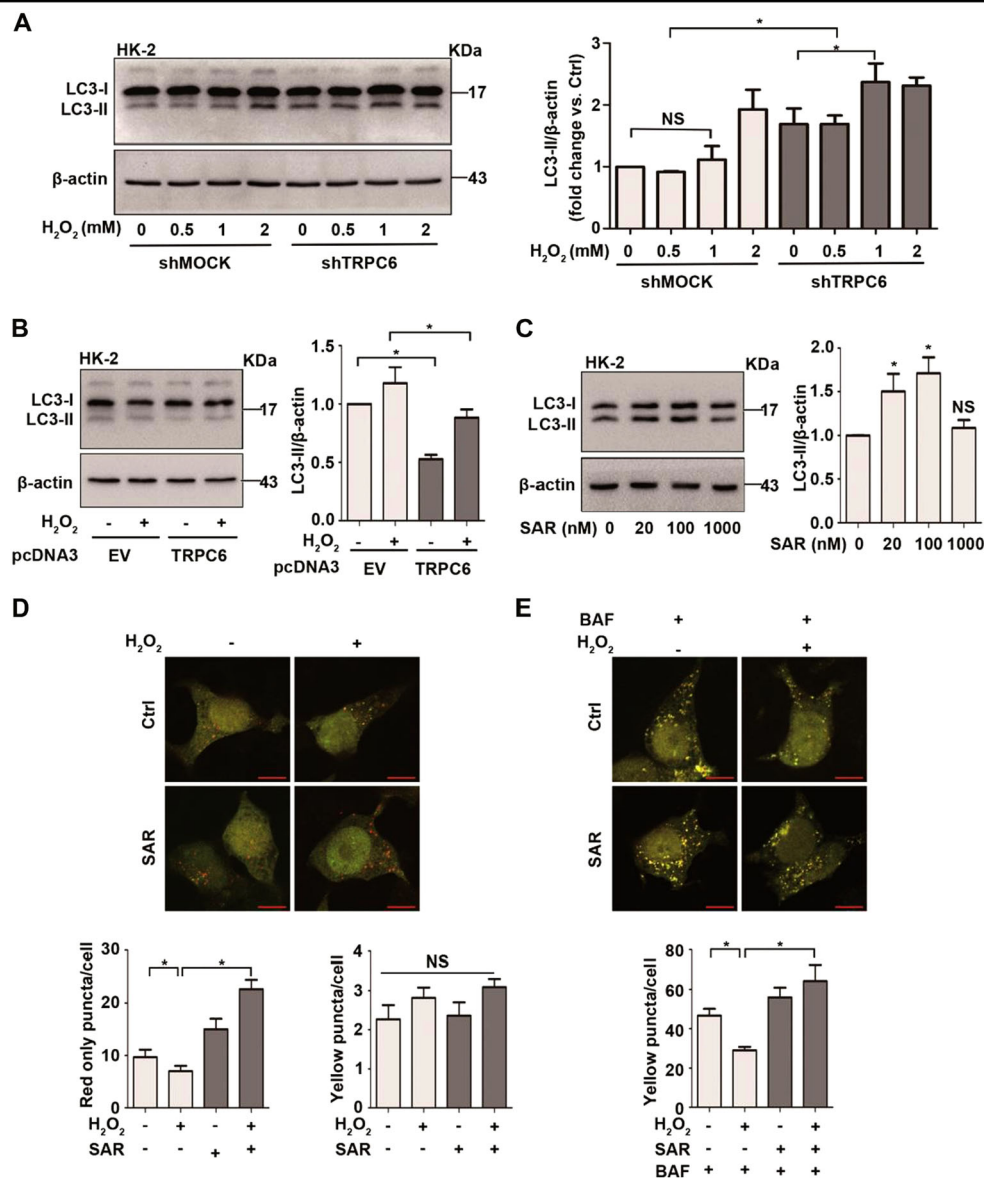 A
HK-2 KDa
LC3-I
LC3-II
17
β-actin
43
H₂O₂ (mM) 0 0.5 1 2 0 0.5 1 2
shMOCK shTRPC6
LC3-II/β-actin
(fold change vs. Ctrl)
3
2
1
0
NS
*
*
H₂O₂ (mM) 0 0.5 1 2 0 0.5 1 2
shMOCK shTRPC6
B
HK-2 KDa
LC3-I
LC3-II
17
β-actin
43
H₂O₂ - + - +
pcDNA3 EV TRPC6
LC3-II/β-actin
1.5
1.0
0.5
0.0
*
*
H₂O₂ - + - +
pcDNA3 EV TRPC6
C
HK-2 KDa
LC3-I
LC3-II
17
β-actin
43
SAR (nM) 0 20 100 1000
LC3-II/β-actin
2.0
1.5
1.0
0.5
0.0
* * NS
SAR (nM) 0 20 100 1000
D
H₂O₂ - +
Ctrl
SAR
Red only puncta/cell
30
20
10
0
* *
H₂O₂ - + - +
SAR - - + +
Yellow puncta/cell
4
3
2
1
0
NS
H₂O₂ - + - +
SAR - - + +
E
BAF + +
H₂O₂ - +
Ctrl
SAR
Yellow puncta/cell
80
60
40
20
0
* *
H₂O₂ - + - +
SAR - - + +
BAF + + + +